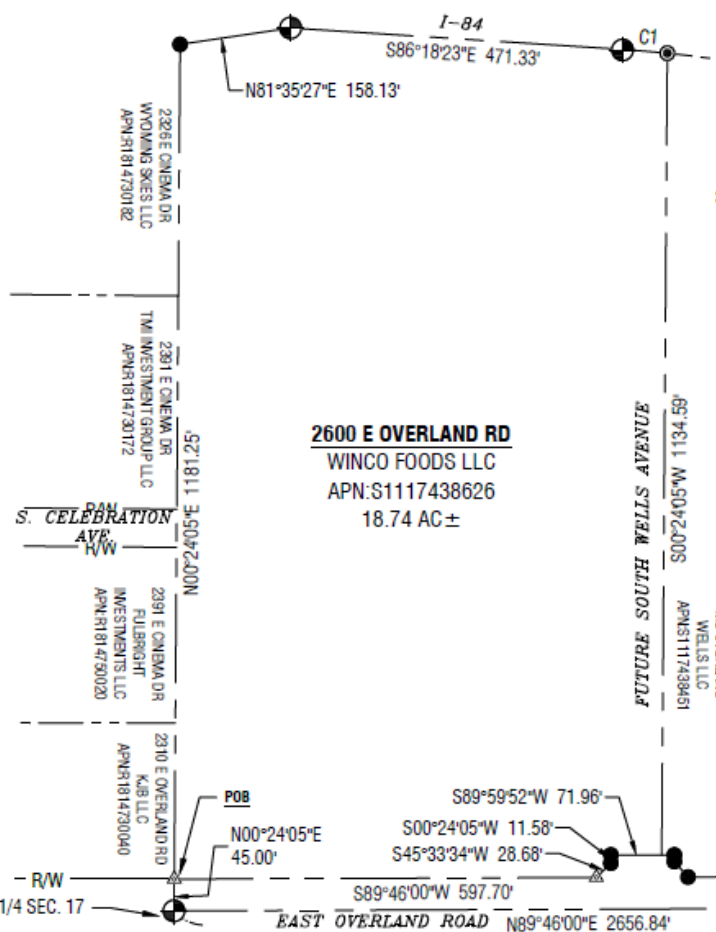 I-84
S86°18'23"E 471.33'
C1
N81°35'27"E 158.13'
2326 E CINEMA DR
WYOMING SKIES LLC
APN:R1814730182
2391 E CINEMA DR
TMI INVESTMENT GROUP LLC
APN:R1814730172
N00°24'05"E 1181.25'
2600 E OVERLAND RD
WINCO FOODS LLC
APN:S1117438626
18.74 AC±
FUTURE SOUTH WELLS AVENUE
S00°24'05"W 1134.59'
R/W
S. CELEBRATION
AVE.
R/W
2391 E CINEMA DR
FULBRIGHT
INVESTMENTS LLC
APN:R1814750020
WELLS LLC
APN:S1117438451
2310 E OVERLAND RD
KJB LLC
APN:R1814730040
POB
N00°24'05"E
45.00'
S89°59'52"W 71.96'
S00°24'05"W 11.58'
S45°33'34"W 28.68'
R/W
S89°46'00"W 597.70'
1/4 SEC. 17
EAST OVERLAND ROAD
N89°46'00"E 2656.84'